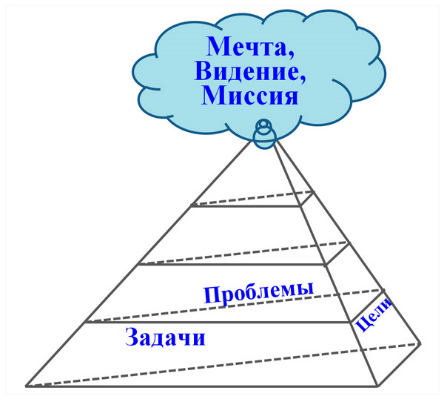 Мечта,
Видение,
Миссия
Проблемы
Цели
Задачи